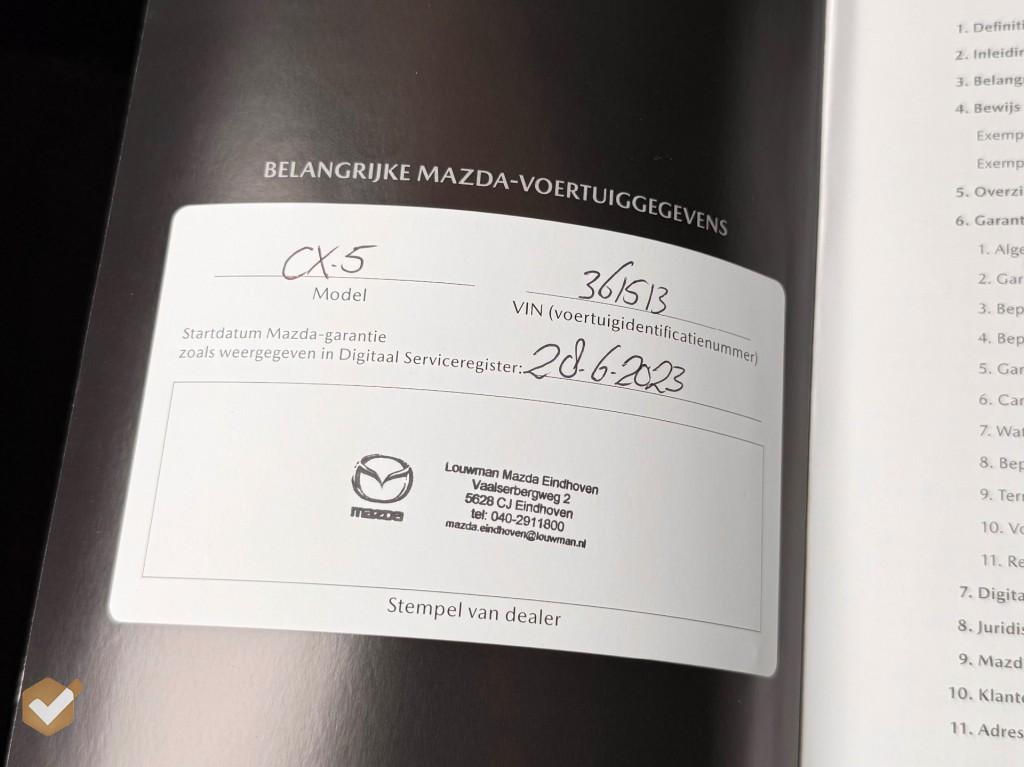 BELANGRIJKE MAZDA-VOERTUIGGEGEVENS
CX-5
Model
361513
VIN (voertuigidentificatienummer)
Startdatum Mazda-garantie
zoals weergegeven in Digitaal Serviceregister: 28-6-2023
mazda
Louwman Mazda Eindhoven
Vaalserbergweg 2
5628 CJ Eindhoven
tel: 040-2911800
mazda.eindhoven@louwman.nl
Stempel van dealer
1. Definiti
2. Inleidin
3. Belang
4. Bewijs
Exemp
Exemp
5. Overzi
6. Garant
1. Alge
2. Gar
3. Bep
4. Bep
5. Gar
6. Car
7. Wat
8. Bep
9. Terr
10. Vo
11. Re
7. Digita
8. Juridis
9. Mazd
10. Klante
11. Adres